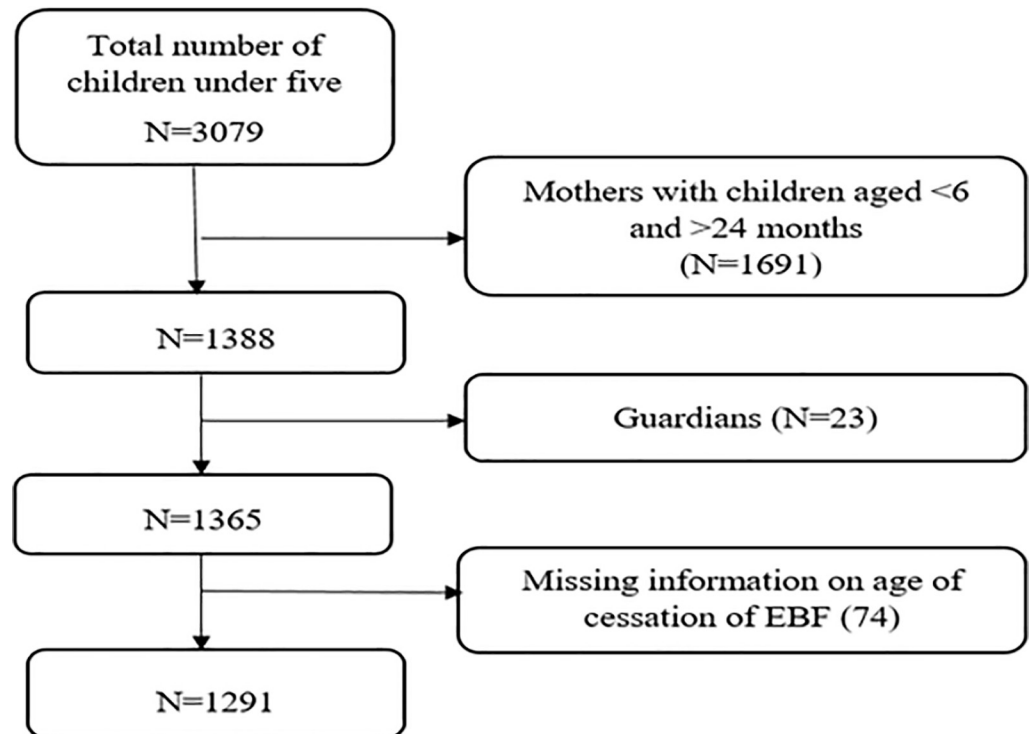 Total number of
children under five
N=3079
Mothers with children aged <6
and >24 months
(N=1691)
N=1388
Guardians (N=23)
N=1365
Missing information on age of
cessation of EBF (74)
N=1291